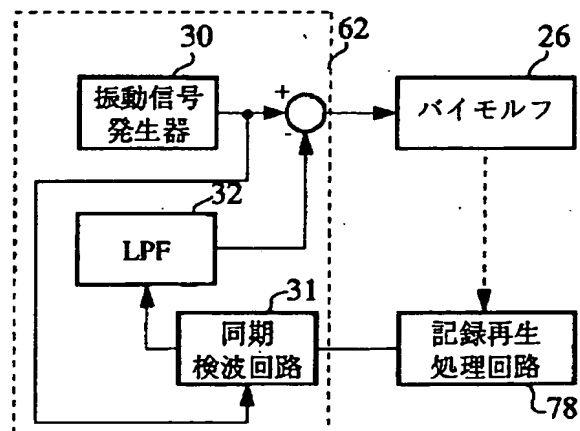 30
62
26
振動信号
発生器
+
-
バイモルフ
32
LPF
31
同期
検波回路
記録再生
処理回路
78